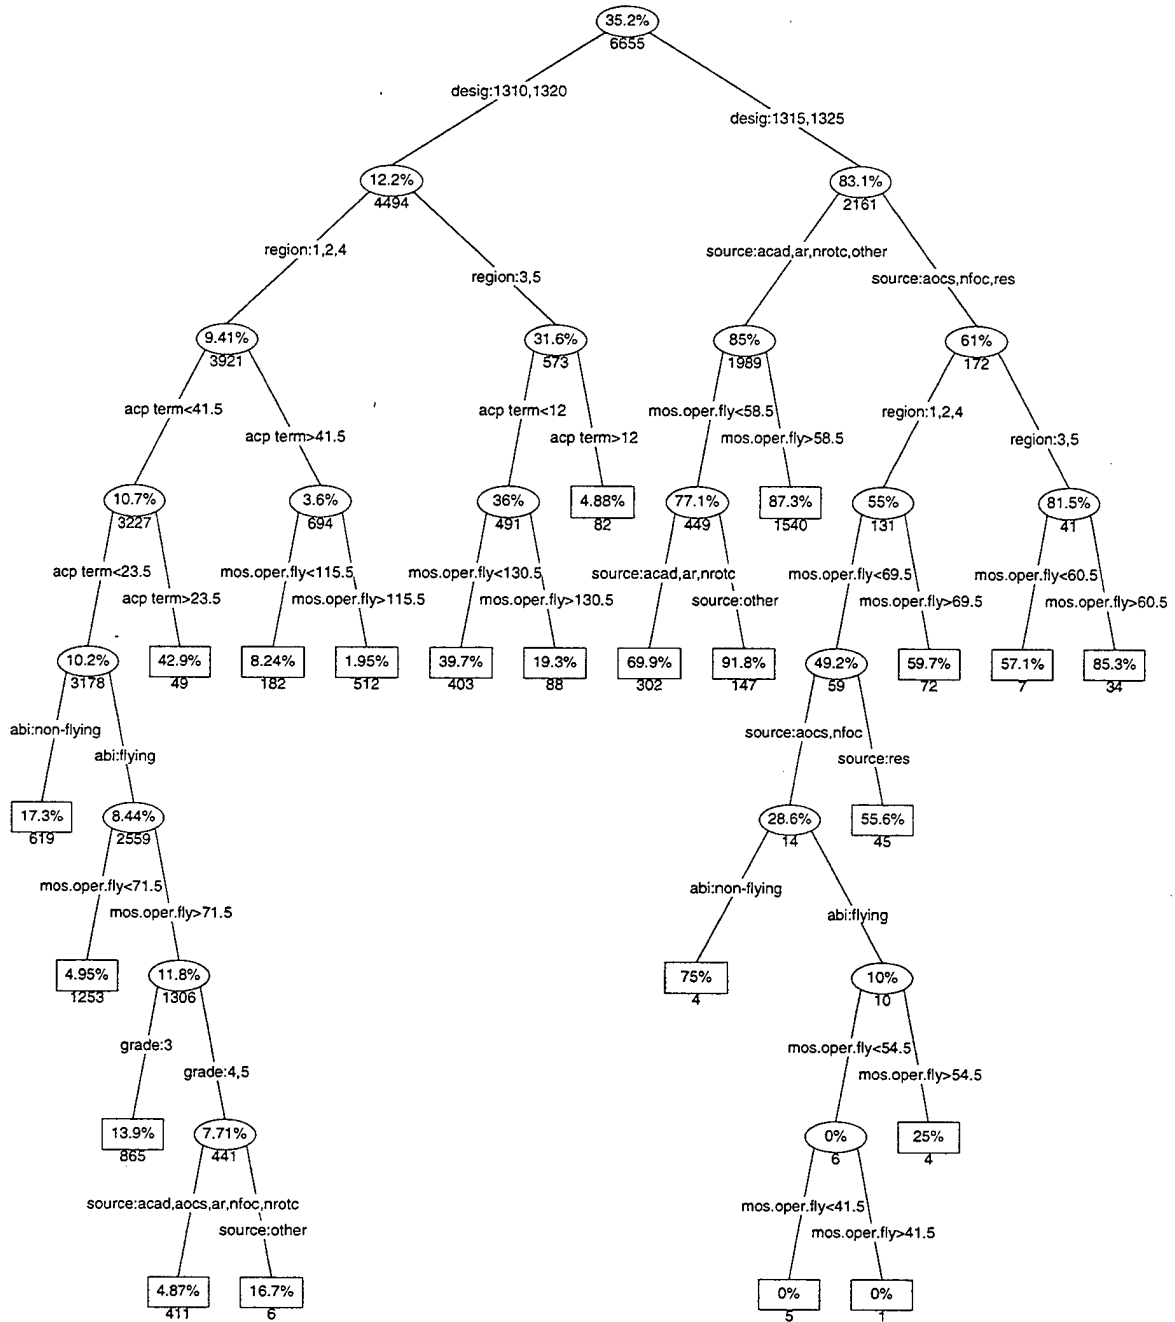 35.2%
6655
desig:1310,1320
desig:1315,1325
12.2%
4494
83.1%
2161
region:1,2,4
region:3,5
source:acad,ar,nrotc,other
source:aocs,nfoc,res
9.41%
3921
31.6%
573
85%
1989
61%
172
acp term<41.5
acp term>41.5
acp term<12
acp term>12
mos.oper.fly<58.5
mos.oper.fly>58.5
region:1,2,4
region:3,5
10.7%
3227
3.6%
694
36%
491
4.88%
82
77.1%
449
87.3%
1540
55%
131
81.5%
41
acp term<23.5
acp term>23.5
mos.oper.fly<115.5
mos.oper.fly>115.5
mos.oper.fly<130.5
mos.oper.fly>130.5
source:acad,ar,nrotc
source:other
mos.oper.fly<69.5
mos.oper.fly>69.5
mos.oper.fly<60.5
mos.oper.fly>60.5
10.2%
3178
42.9%
49
8.24%
182
1.95%
512
39.7%
403
19.3%
88
69.9%
302
91.8%
147
49.2%
59
59.7%
72
57.1%
7
85.3%
34
abi:non-flying
abi:flying
source:aocs,nfoc
source:res
17.3%
619
8.44%
2559
28.6%
14
55.6%
45
mos.oper.fly<71.5
mos.oper.fly>71.5
abi:non-flying
abi:flying
4.95%
1253
11.8%
1306
75%
4
10%
10
grade:3
grade:4,5
mos.oper.fly<54.5
mos.oper.fly>54.5
13.9%
865
7.71%
441
0%
6
25%
4
source:acad,aocs,ar,nfoc,nrotc
source:other
mos.oper.fly<41.5
mos.oper.fly>41.5
4.87%
411
16.7%
6
0%
5
0%
1